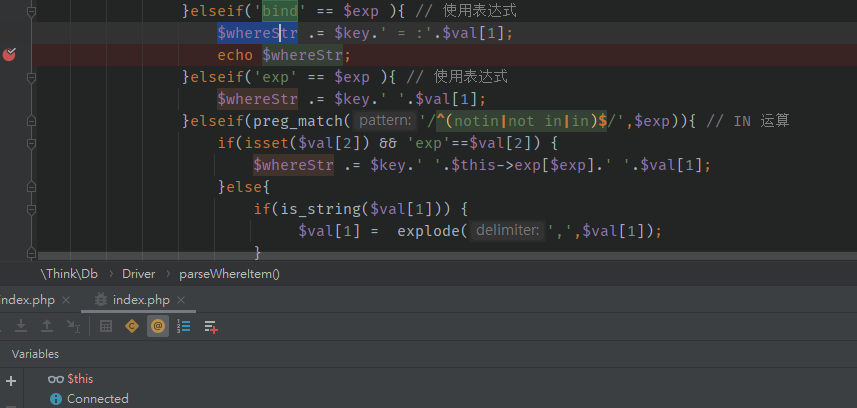 }elseif('bind' == $exp ){ // 使用表达式
$whereStr .= $key.' = :'.$val[1];
echo $whereStr;
}elseif('exp' == $exp ){ // 使用表达式
$whereStr .= $key.' '.$val[1];
}elseif(preg_match( pattern: '/^(notin|not in|in)$/',$exp)){ // IN 运算
if(isset($val[2]) && 'exp'==$val[2]) {
$whereStr .= $key.' '.$this->exp[$exp].' '.$val[1];
}else{
if(is_string($val[1])) {
$val[1] =  explode( delimiter: ',',$val[1]);
}
\Think\Db › Driver › parseWhereItem()
index.php × index.php ×
Variables
$this
Connected